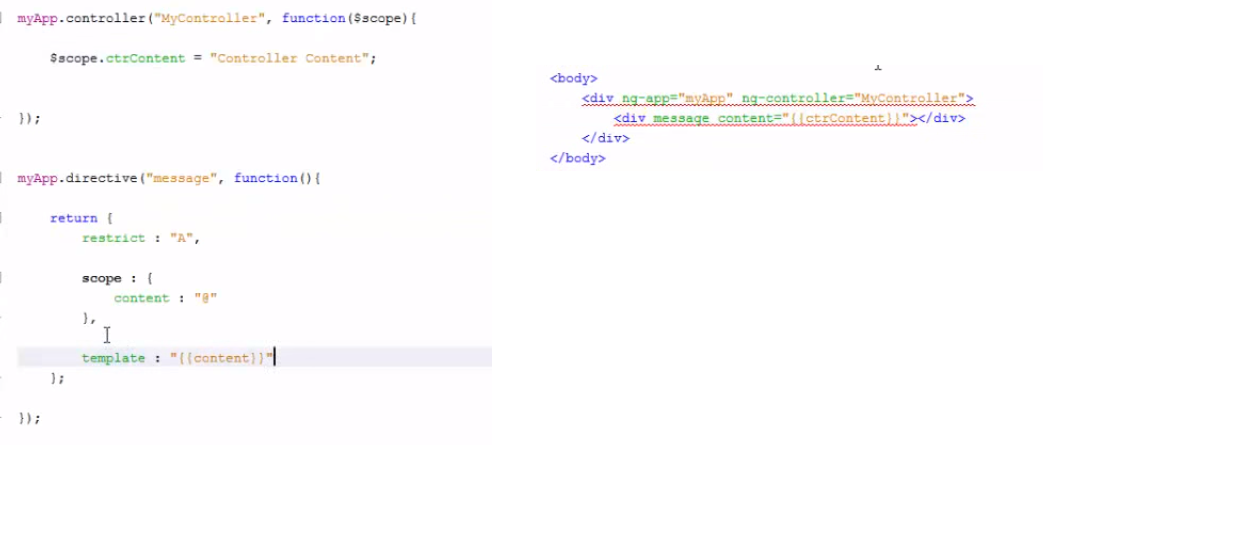 myApp.controller("MyController", function($scope){
$scope.ctrContent = "Controller Content";
});
myApp.directive("message", function(){
return {
restrict : "A",
scope : {
content : "@"
},
template : "{{content}}"
};
});
<body>
<div ng-app="myApp" ng-controller="MyController">
<div message content="{{ctrContent}}"></div>
</div>
</body>